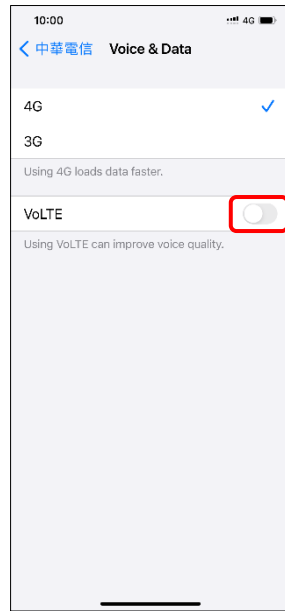 10:00 4G
中華電信 Voice & Data
4G
3G
Using 4G loads data faster.
VoLTE
Using VoLTE can improve voice quality.